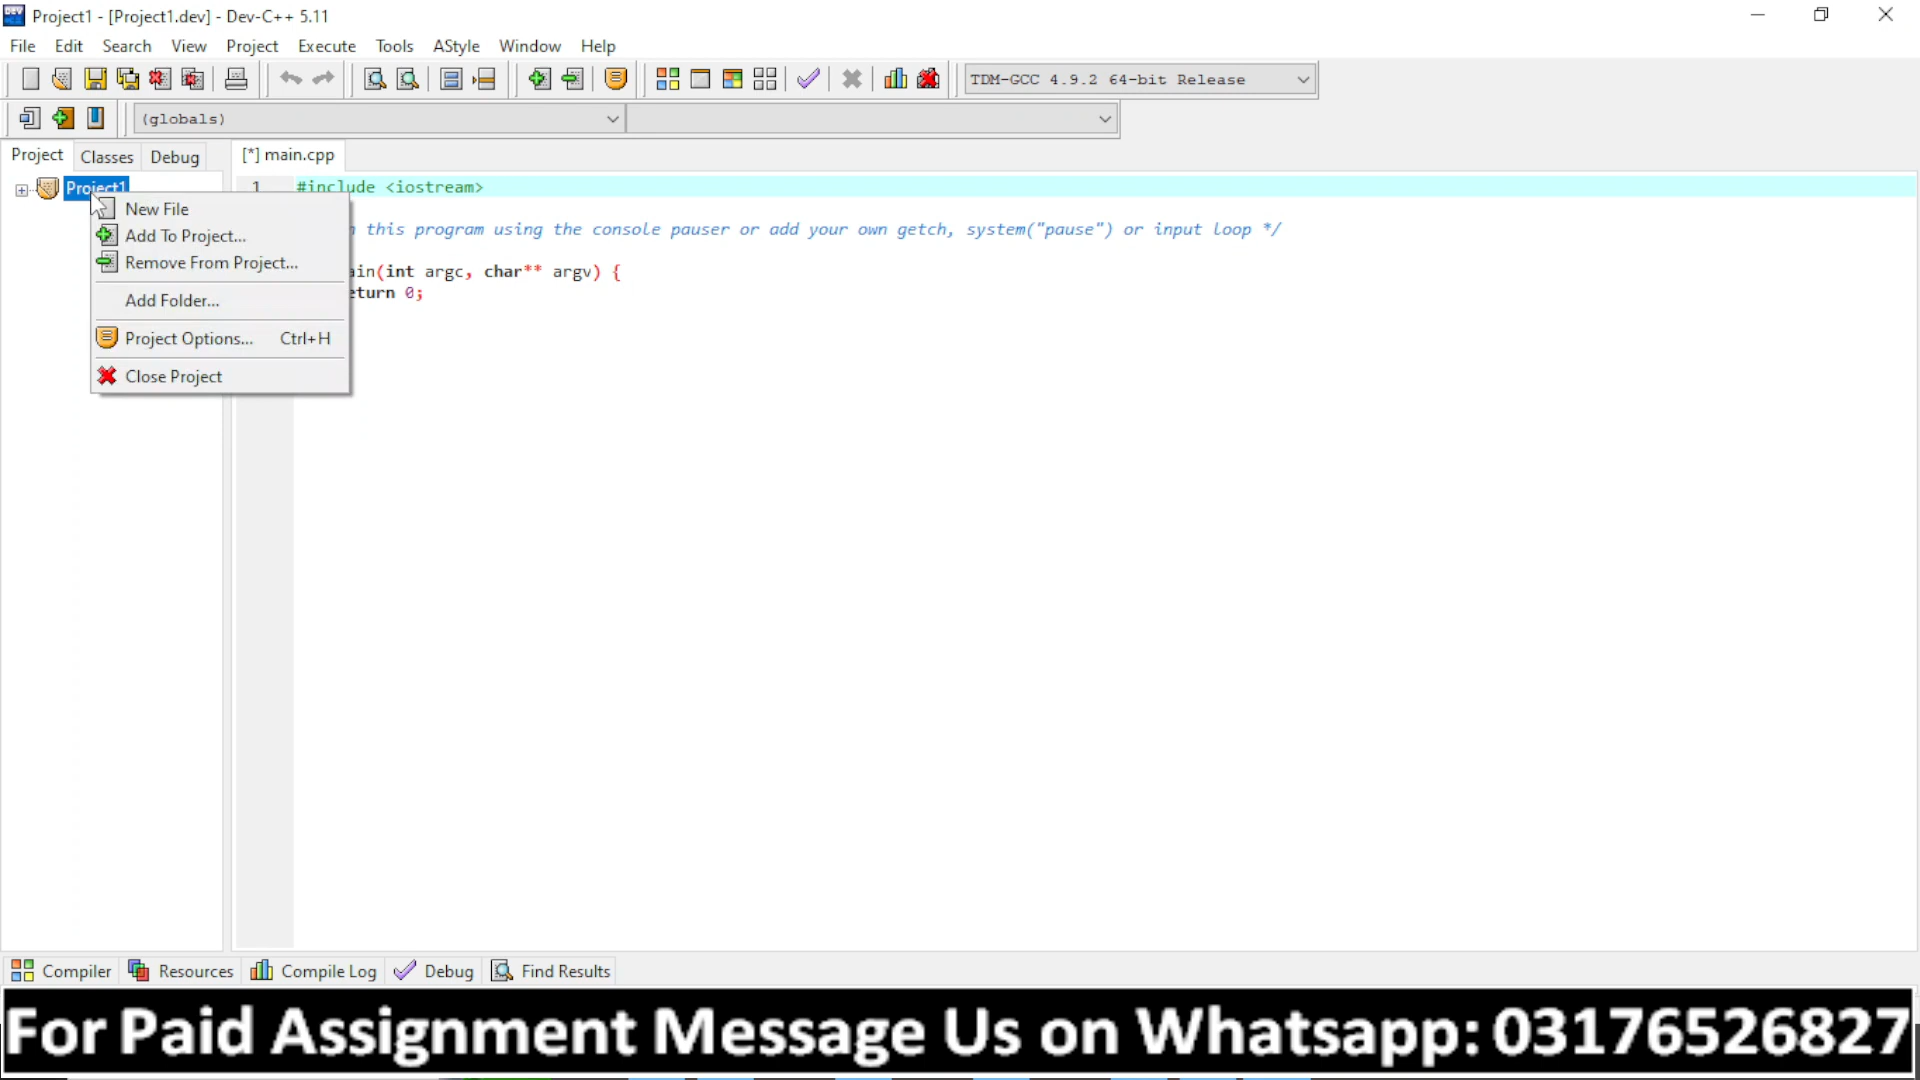 Project1 - [Project1.dev] - Dev-C++ 5.11
File Edit Search View Project Execute Tools AStyle Window Help
TDM-GCC 4.9.2 64-bit Release
(globals)
Project Classes Debug [*] main.cpp
Project1 1 #include <iostream>
New File
this program using the console pauser or add your own getch, system("pause") or input loop */
Add To Project...
Remove From Project...
ain(int argc, char** argv) {
eturn 0;
Add Folder...
Project Options... Ctrl+H
Close Project
Compiler Resources Compile Log Debug Find Results
For Paid Assignment Message Us on Whatsapp: 03176526827